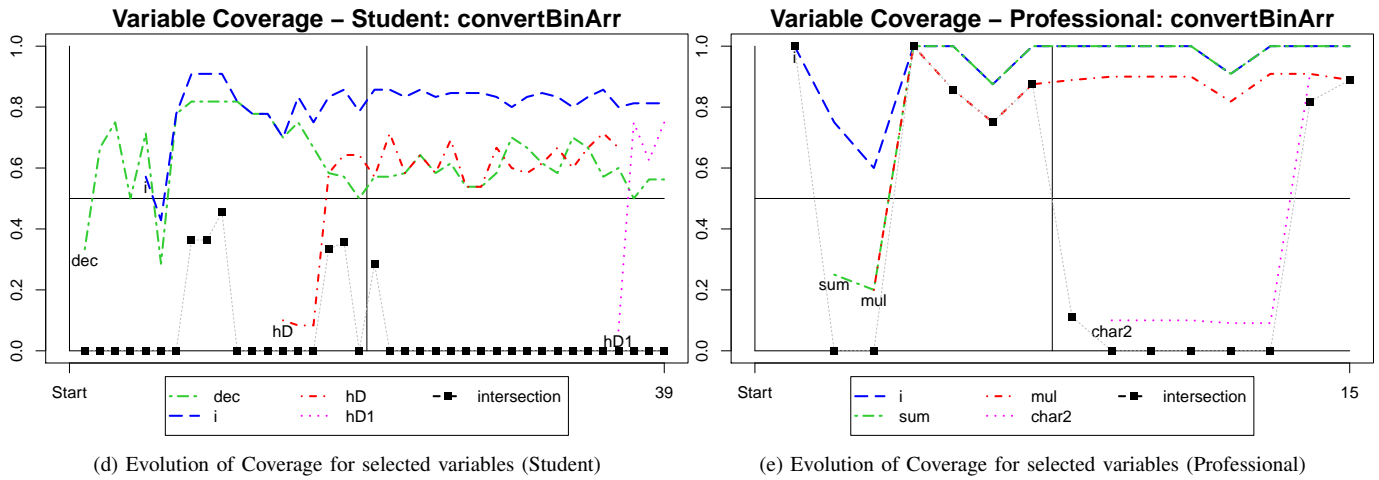 Variable Coverage – Student: convertBinArr
1.0
0.8
0.6
0.4
0.2
0.0
i
dec
hD
hD1
Start
39
dec
hD
intersection
i
hD1
(d) Evolution of Coverage for selected variables (Student)
Variable Coverage – Professional: convertBinArr
1.0
0.8
0.6
0.4
0.2
0.0
i
sum
mul
char2
Start
15
i
mul
intersection
sum
char2
(e) Evolution of Coverage for selected variables (Professional)